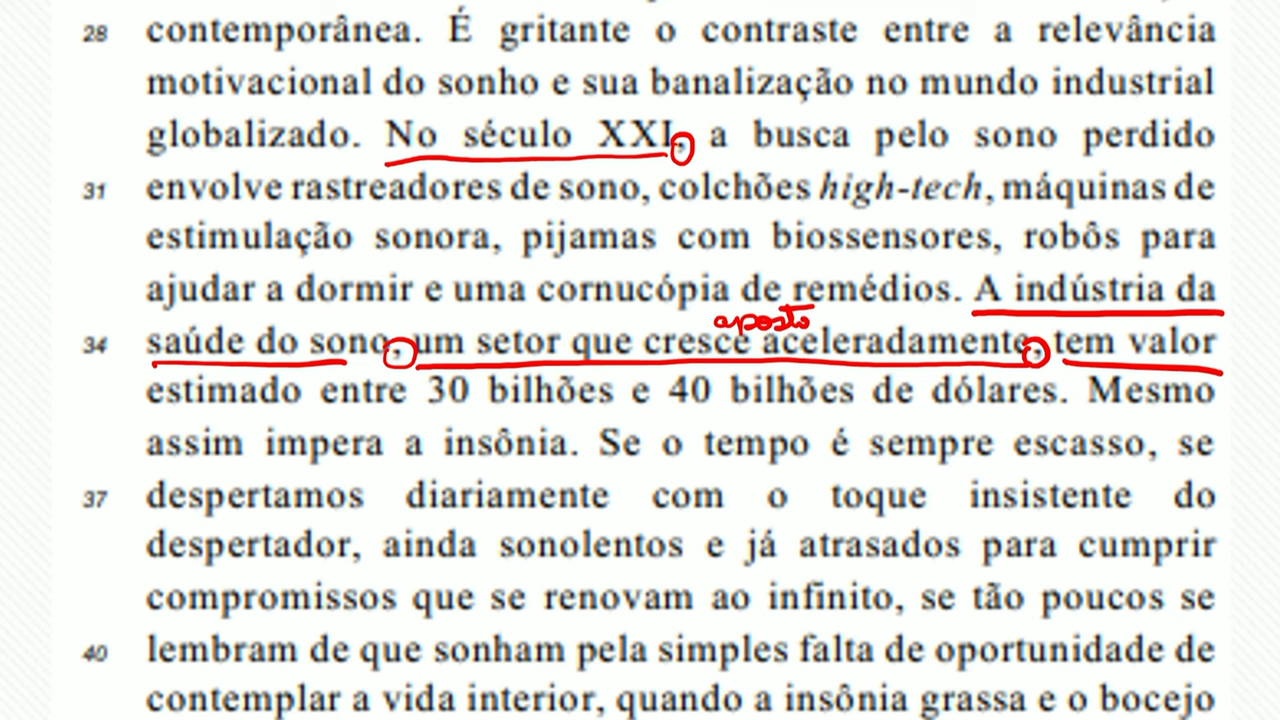 28 contemporânea. É gritante o contraste entre a relevância
motivacional do sonho e sua banalização no mundo industrial
globalizado. No século XXI, a busca pelo sono perdido
31 envolve rastreadores de sono, colchões high-tech, máquinas de
estimulação sonora, pijamas com biossensores, robôs para
ajudar a dormir e uma cornucópia de remédios. A indústria da
aposto
34 saúde do sono, um setor que cresce aceleradamente, tem valor
estimado entre 30 bilhões e 40 bilhões de dólares. Mesmo
assim impera a insônia. Se o tempo é sempre escasso, se
37 despertamos diariamente com o toque insistente do
despertador, ainda sonolentos e já atrasados para cumprir
compromissos que se renovam ao infinito, se tão poucos se
40 lembram de que sonham pela simples falta de oportunidade de
contemplar a vida interior, quando a insônia grassa e o bocejo